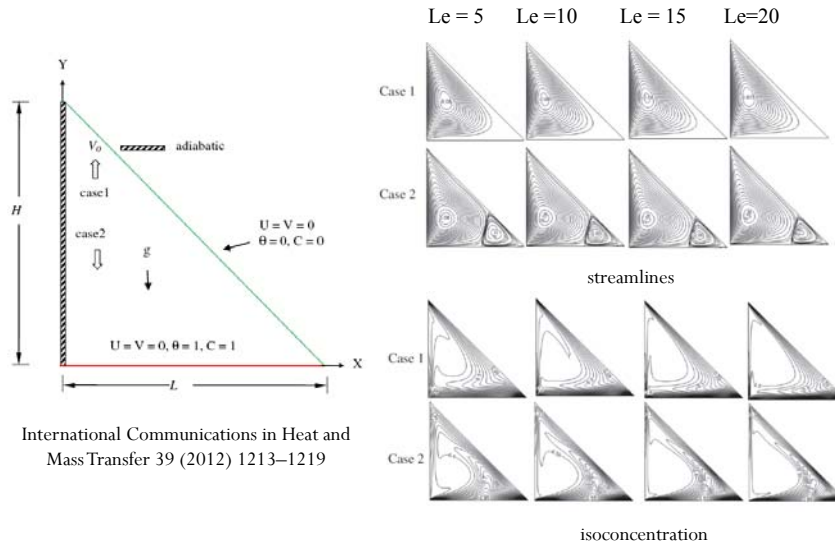 Le = 5 Le =10 Le = 15 Le=20
Y
H
V₀
adiabatic
case1
case2
g
U = V = 0
θ = 0, C = 0
U = V = 0, θ = 1, C = 1
X
L
International Communications in Heat and
Mass Transfer 39 (2012) 1213–1219
Case 1
Case 2
streamlines
Case 1
Case 2
isoconcentration